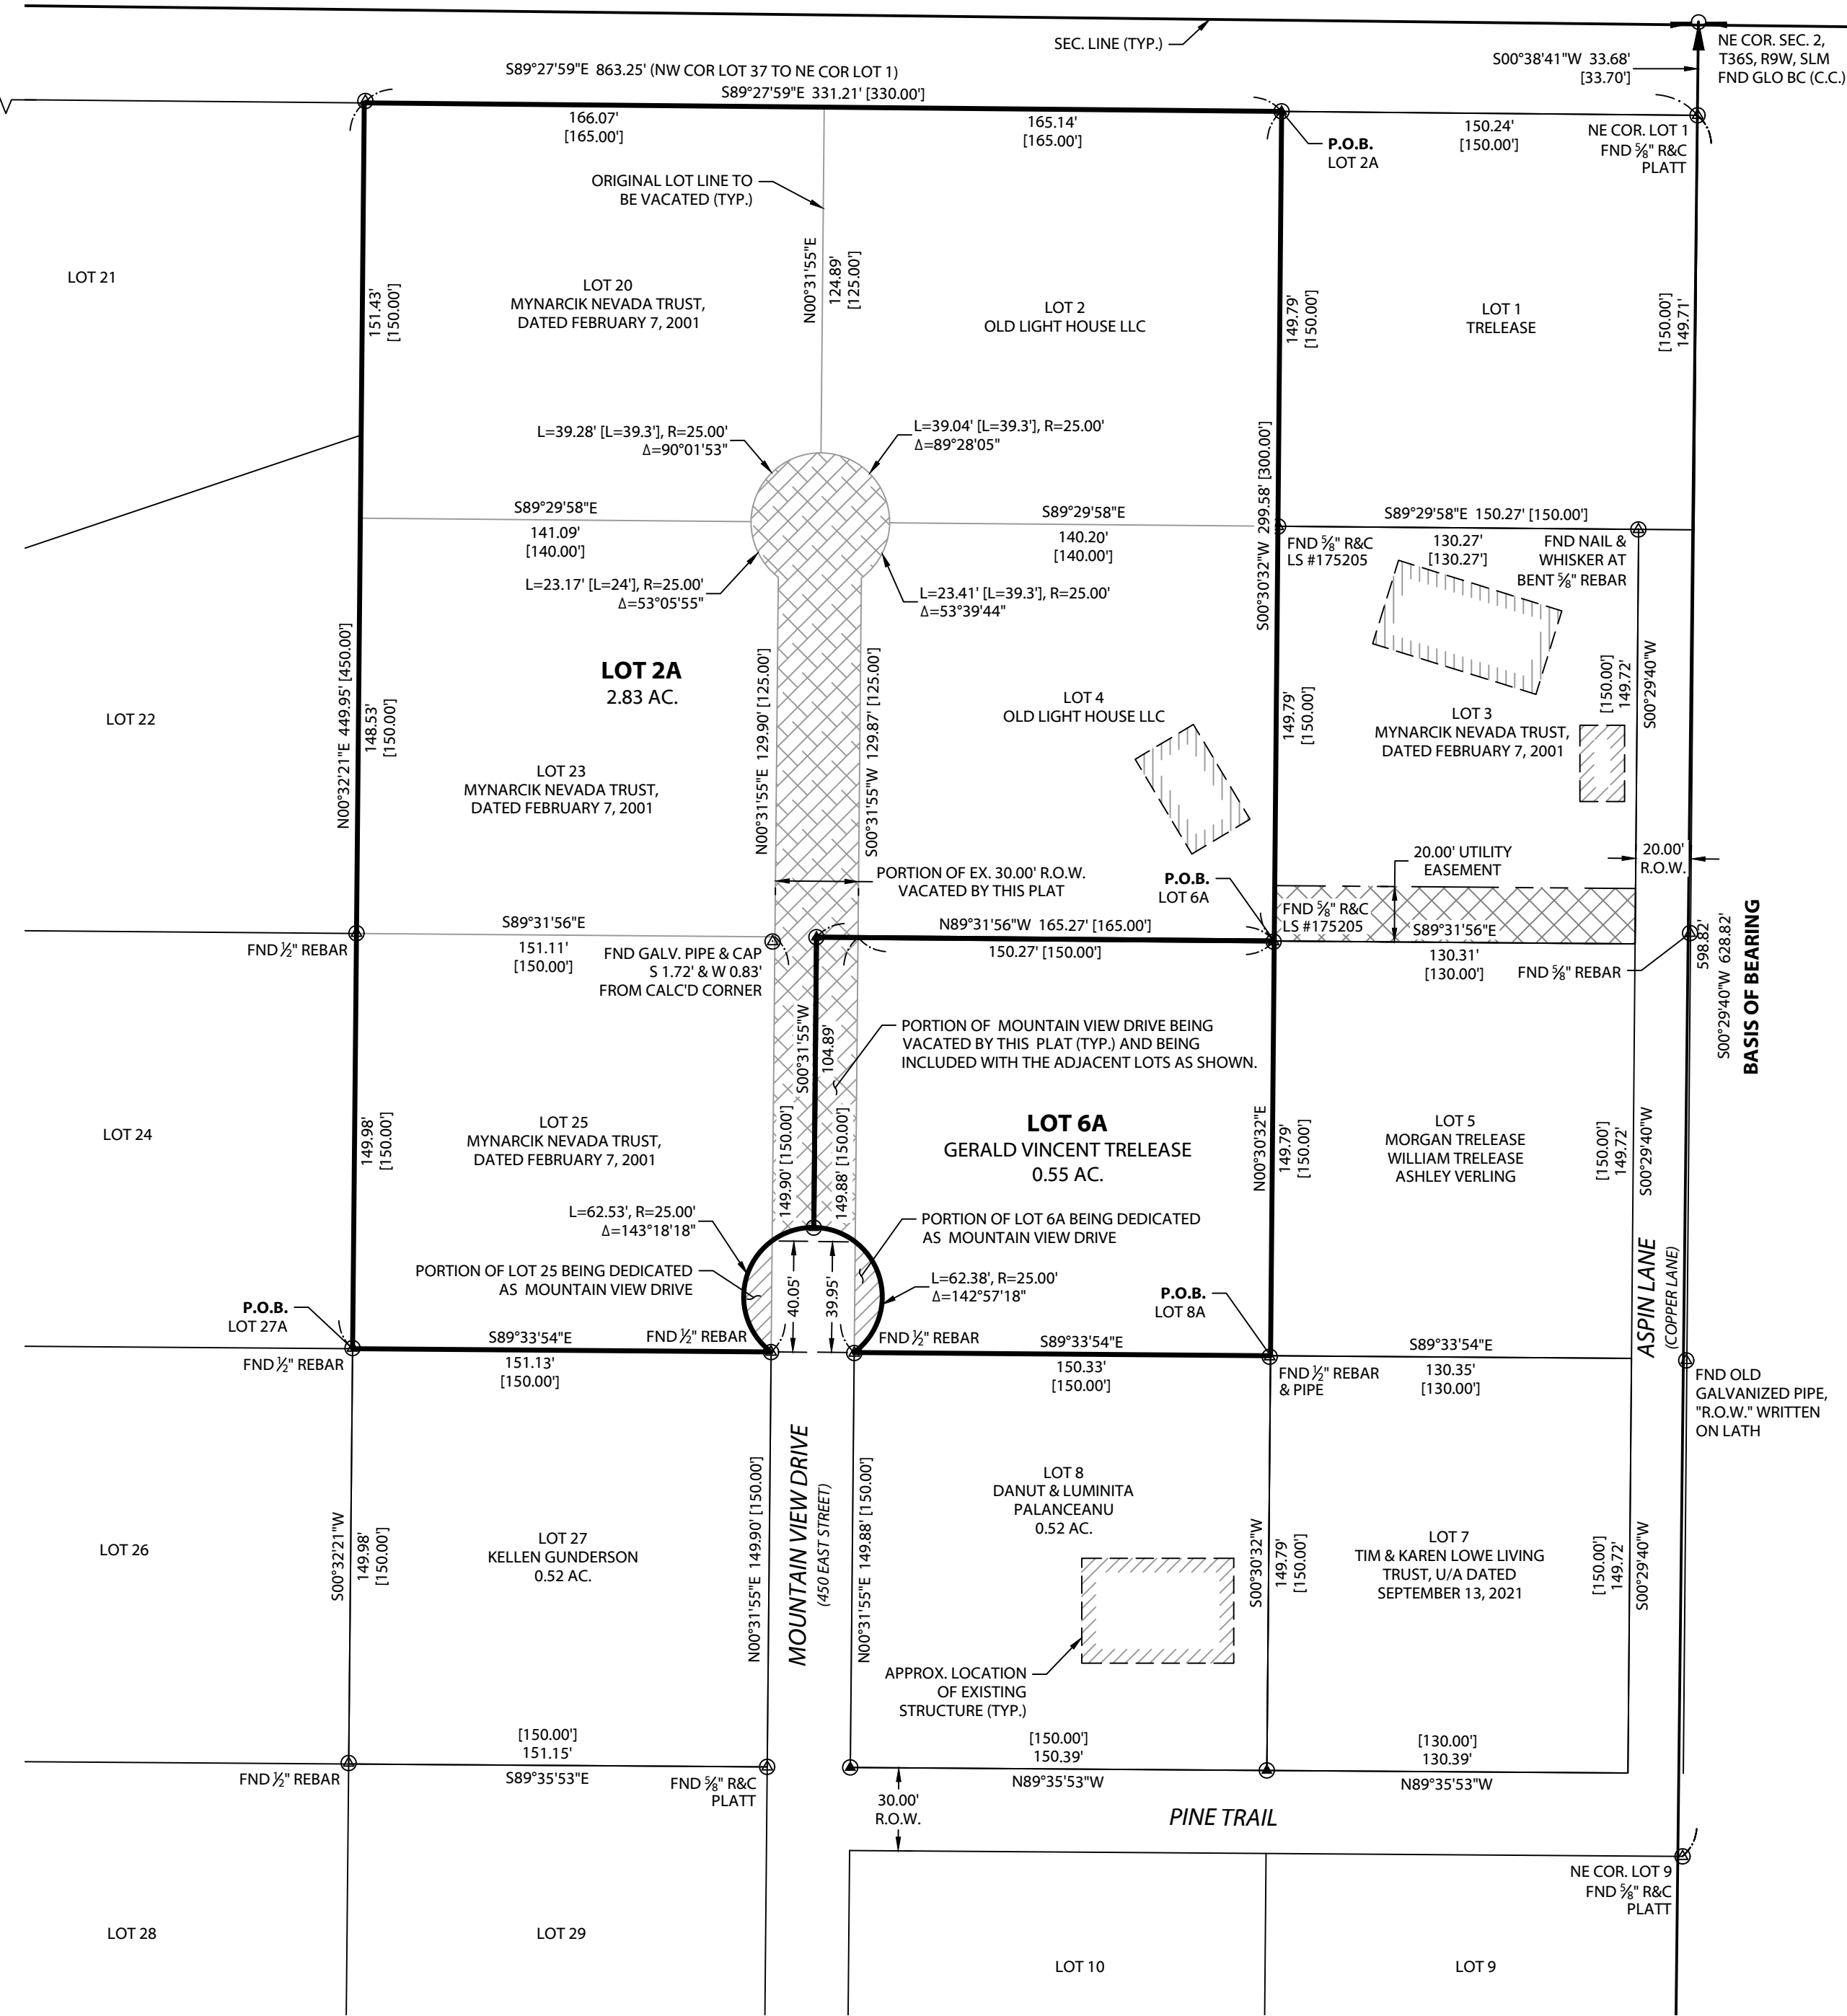 SEC. LINE (TYP.)
S00°38'41"W 33.68'
[33.70']
NE COR. SEC. 2,
T36S, R9W, SLM
FND GLO BC (C.C.)
S89°27'59"E 863.25' (NW COR LOT 37 TO NE COR LOT 1)
S89°27'59"E 331.21' [330.00']
166.07'
[165.00']
165.14'
[165.00']
150.24'
[150.00']
P.O.B.
LOT 2A
NE COR. LOT 1
FND ⅝" R&C
PLATT
ORIGINAL LOT LINE TO
BE VACATED (TYP.)
N00°31'55"E
124.89'
[125.00']
LOT 21
151.43'
[150.00']
LOT 20
MYNARCIK NEVADA TRUST,
DATED FEBRUARY 7, 2001
LOT 2
OLD LIGHT HOUSE LLC
149.79'
[150.00']
LOT 1
TRELEASE
[150.00']
149.71'
L=39.28' [L=39.3'], R=25.00'
Δ=90°01'53"
L=39.04' [L=39.3'], R=25.00'
Δ=89°28'05"
S00°30'32"W 299.58' [300.00']
S89°29'58"E
141.09'
[140.00']
S89°29'58"E
140.20'
[140.00']
S89°29'58"E 150.27' [150.00']
130.27'
[130.27']
FND ⅝" R&C
LS #175205
FND NAIL &
WHISKER AT
BENT ⅝" REBAR
L=23.17' [L=24'], R=25.00'
Δ=53°05'55"
L=23.41' [L=39.3'], R=25.00'
Δ=53°39'44"
N00°32'21"E 449.95' [450.00']
148.53'
[150.00']
LOT 2A
2.83 AC.
N00°31'55"E 129.90' [125.00']
S00°31'55"W 129.87' [125.00']
LOT 4
OLD LIGHT HOUSE LLC
149.79'
[150.00']
LOT 3
MYNARCIK NEVADA TRUST,
DATED FEBRUARY 7, 2001
[150.00']
149.72'
S00°29'40"W
LOT 22
LOT 23
MYNARCIK NEVADA TRUST,
DATED FEBRUARY 7, 2001
PORTION OF EX. 30.00' R.O.W.
VACATED BY THIS PLAT
P.O.B.
LOT 6A
20.00' UTILITY
EASEMENT
20.00'
R.O.W.
FND ⅝" R&C
LS #175205
S89°31'56"E
130.31'
[130.00']
FND ⅝" REBAR
598.82'
S00°29'40"W 628.82'
BASIS OF BEARING
FND ½" REBAR
S89°31'56"E
151.11'
[150.00']
FND GALV. PIPE & CAP
S 1.72' & W 0.83'
FROM CALC'D CORNER
N89°31'56"W 165.27' [165.00']
150.27' [150.00']
S00°31'55"W
104.89'
PORTION OF MOUNTAIN VIEW DRIVE BEING
VACATED BY THIS PLAT (TYP.) AND BEING
INCLUDED WITH THE ADJACENT LOTS AS SHOWN.
LOT 24
149.98'
[150.00']
LOT 25
MYNARCIK NEVADA TRUST,
DATED FEBRUARY 7, 2001
149.90' [150.00']
149.88' [150.00']
LOT 6A
GERALD VINCENT TRELEASE
0.55 AC.
N00°30'32"E
149.79'
[150.00']
LOT 5
MORGAN TRELEASE
WILLIAM TRELEASE
ASHLEY VERLING
[150.00']
149.72'
S00°29'40"W
L=62.53', R=25.00'
Δ=143°18'18"
PORTION OF LOT 6A BEING DEDICATED
AS MOUNTAIN VIEW DRIVE
PORTION OF LOT 25 BEING DEDICATED
AS MOUNTAIN VIEW DRIVE
40.05'
39.95'
L=62.38', R=25.00'
Δ=142°57'18"
P.O.B.
LOT 8A
P.O.B.
LOT 27A
ASPIN LANE
(COPPER LANE)
FND ½" REBAR
S89°33'54"E
151.13'
[150.00']
FND ½" REBAR
FND ½" REBAR
S89°33'54"E
150.33'
[150.00']
FND ½" REBAR
& PIPE
S89°33'54"E
130.35'
[130.00']
FND OLD
GALVANIZED PIPE,
"R.O.W." WRITTEN
ON LATH
LOT 26
S00°32'21"W
149.98'
[150.00']
LOT 27
KELLEN GUNDERSON
0.52 AC.
N00°31'55"E 149.90' [150.00']
MOUNTAIN VIEW DRIVE
(450 EAST STREET)
N00°31'55"E 149.88' [150.00']
LOT 8
DANUT & LUMINITA
PALANCEANU
0.52 AC.
S00°30'32"W
149.79'
[150.00']
LOT 7
TIM & KAREN LOWE LIVING
TRUST, U/A DATED
SEPTEMBER 13, 2021
[150.00']
149.72'
S00°29'40"W
APPROX. LOCATION
OF EXISTING
STRUCTURE (TYP.)
FND ½" REBAR
[150.00']
151.15'
S89°35'53"E
FND ⅝" R&C
PLATT
[150.00']
150.39'
N89°35'53"W
[130.00']
130.39'
N89°35'53"W
30.00'
R.O.W.
PINE TRAIL
NE COR. LOT 9
FND ⅝" R&C
PLATT
LOT 28
LOT 29
LOT 10
LOT 9